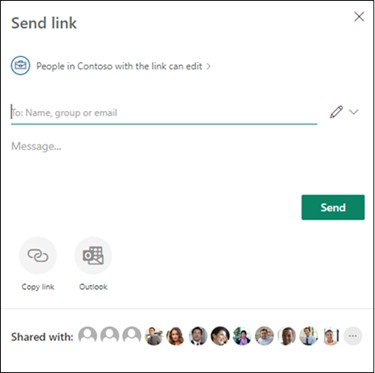 Send link
People in Contoso with the link can edit >
To: Name, group or email
Message...
Send
Copy link
Outlook
Shared with: